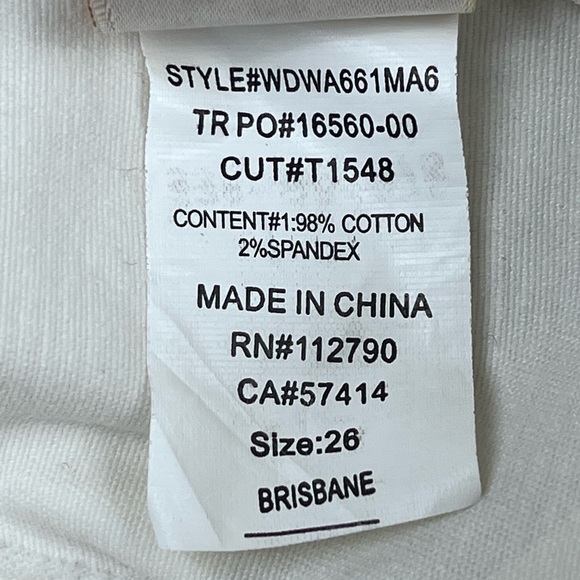 STYLE#WDWA661MA6
TR PO#16560-00
CUT#T1548
CONTENT#1:98% COTTON
2%SPANDEX
MADE IN CHINA
RN#112790
CA#57414
Size:26
BRISBANE